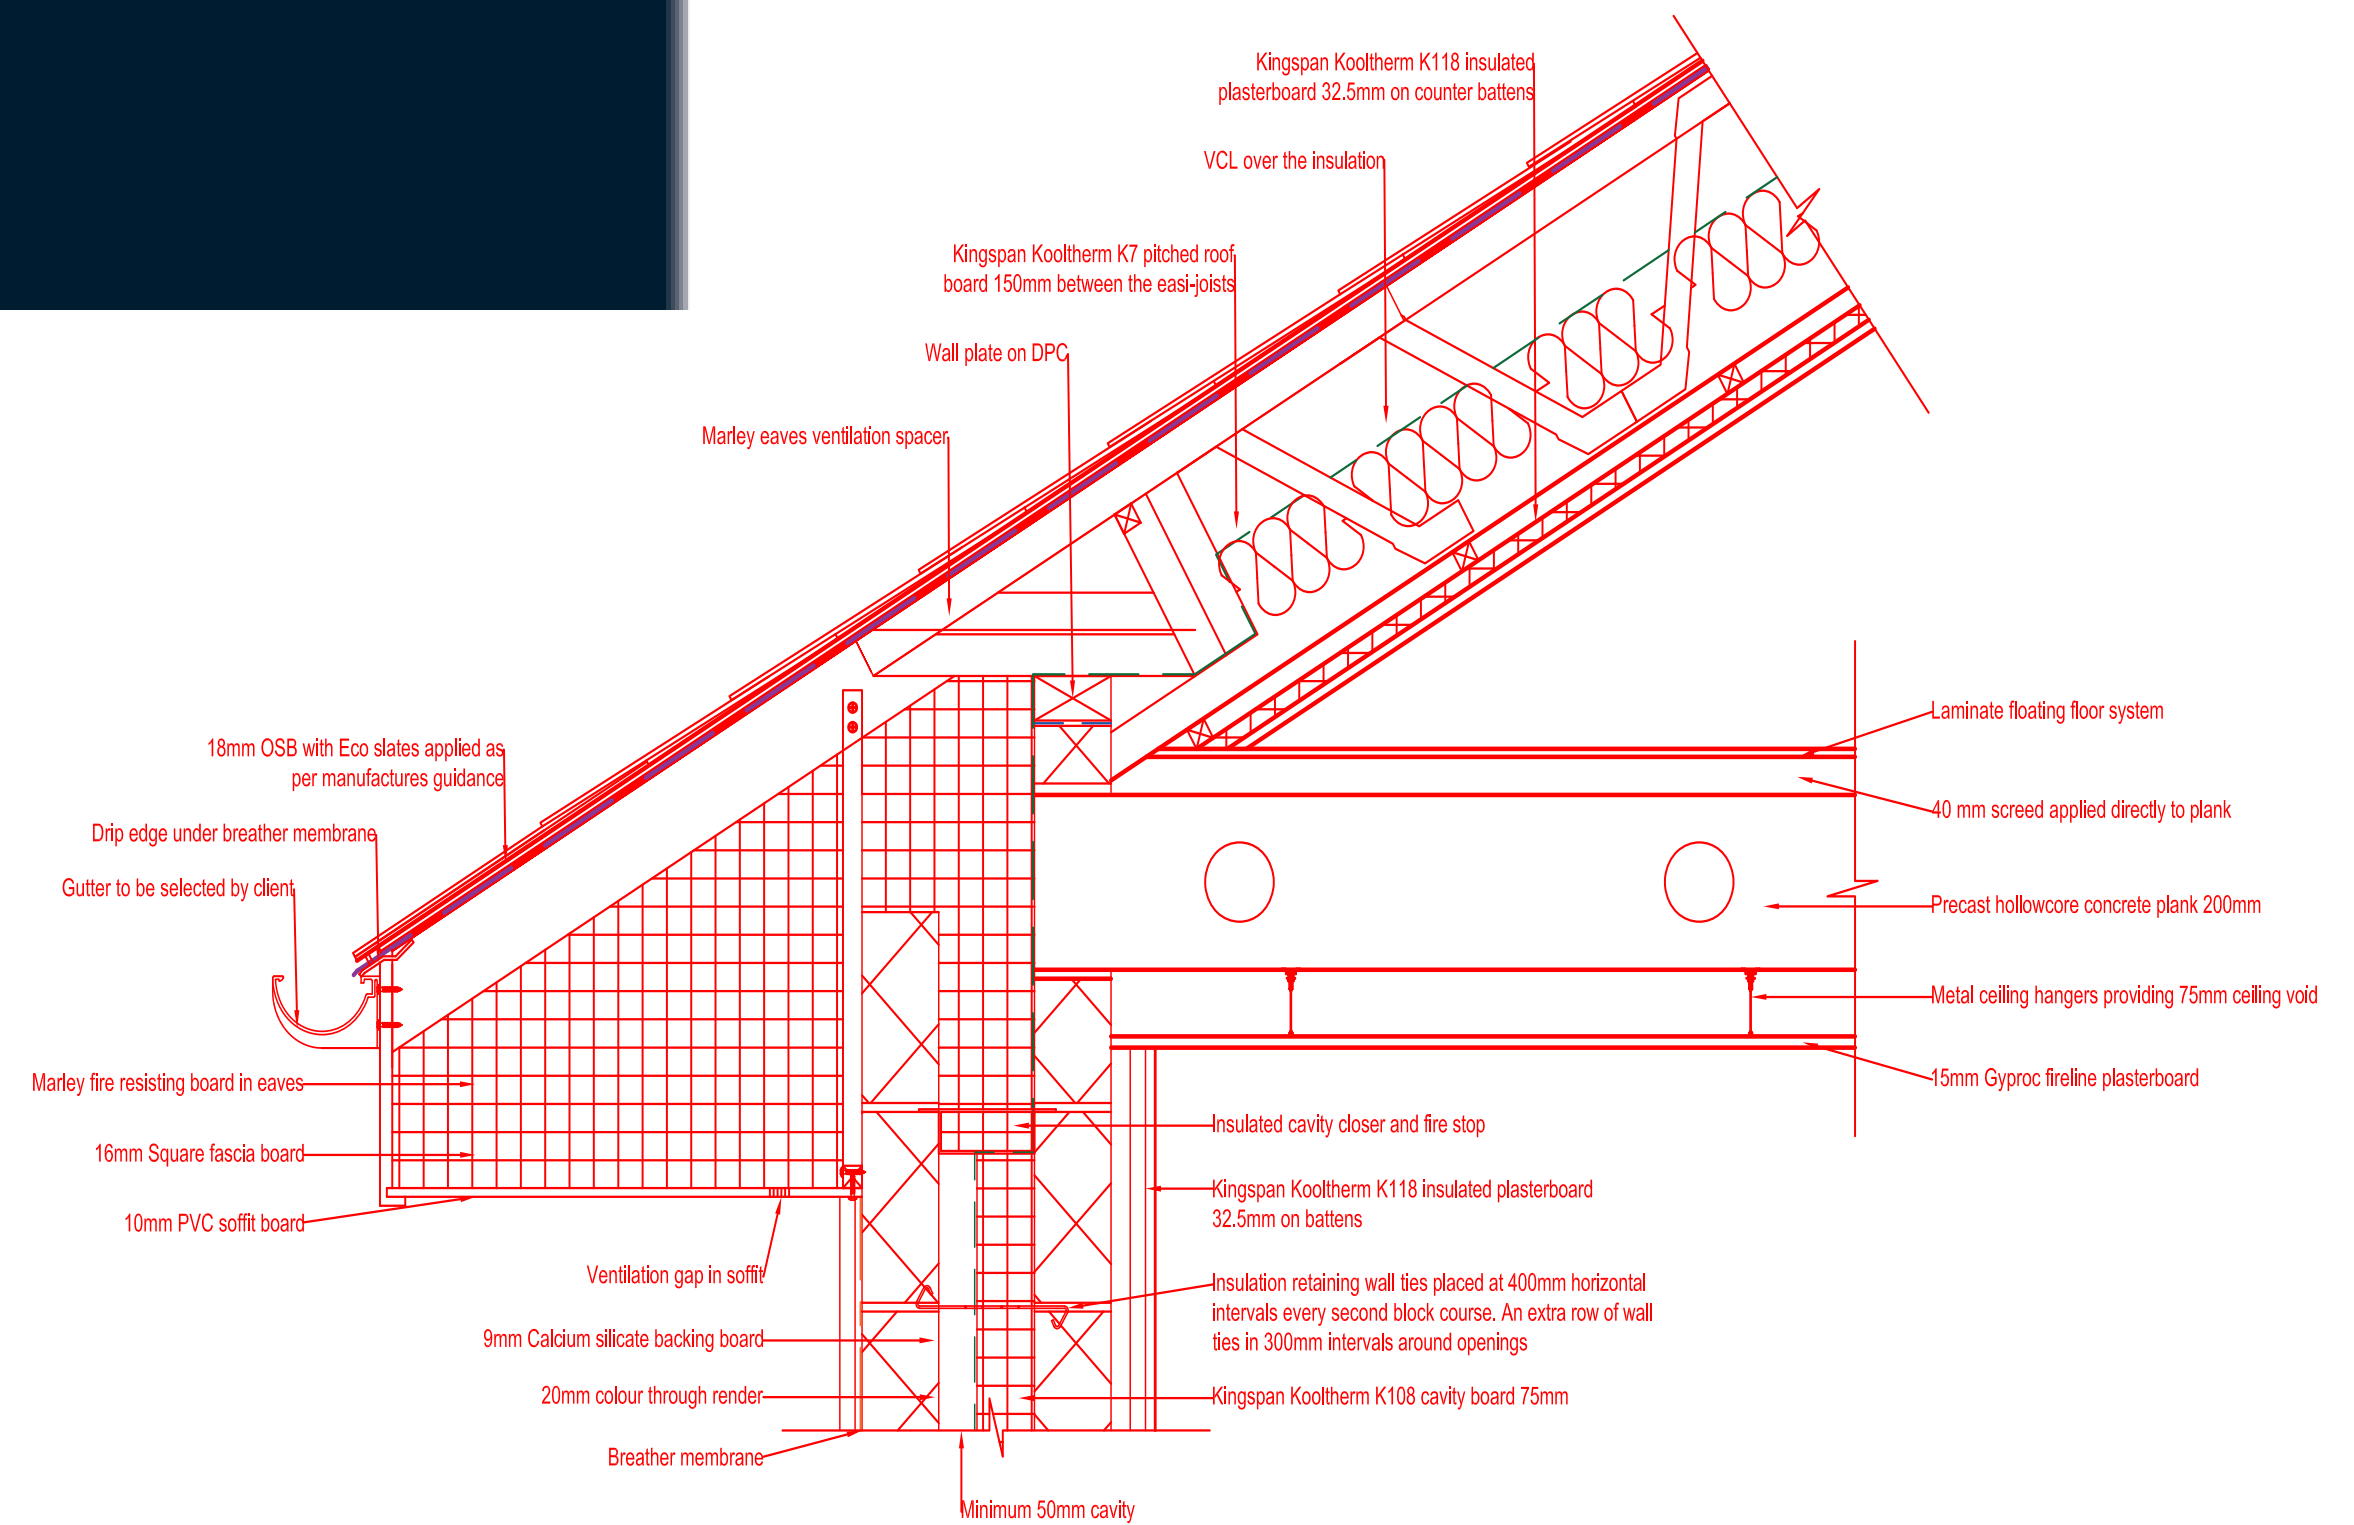 Kingspan Kooltherm K118 insulated
plasterboard 32.5mm on counter battens
VCL over the insulation
Kingspan Kooltherm K7 pitched roof
board 150mm between the easi-joists
Wall plate on DPC
Marley eaves ventilation spacer
18mm OSB with Eco slates applied as
per manufactures guidance
Drip edge under breather membrane
Gutter to be selected by client
Marley fire resisting board in eaves
16mm Square fascia board
10mm PVC soffit board
Ventilation gap in soffit
9mm Calcium silicate backing board
20mm colour through render
Breather membrane
Minimum 50mm cavity
Laminate floating floor system
40 mm screed applied directly to plank
Precast hollowcore concrete plank 200mm
Metal ceiling hangers providing 75mm ceiling void
15mm Gyproc fireline plasterboard
Insulated cavity closer and fire stop
Kingspan Kooltherm K118 insulated plasterboard
32.5mm on battens
Insulation retaining wall ties placed at 400mm horizontal
intervals every second block course. An extra row of wall
ties in 300mm intervals around openings
Kingspan Kooltherm K108 cavity board 75mm